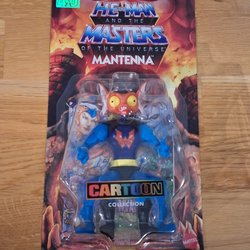 HE-MAN
AND THE
MASTERS
OF THE UNIVERSE
MANTENNA
CARTOON
COLLECTION